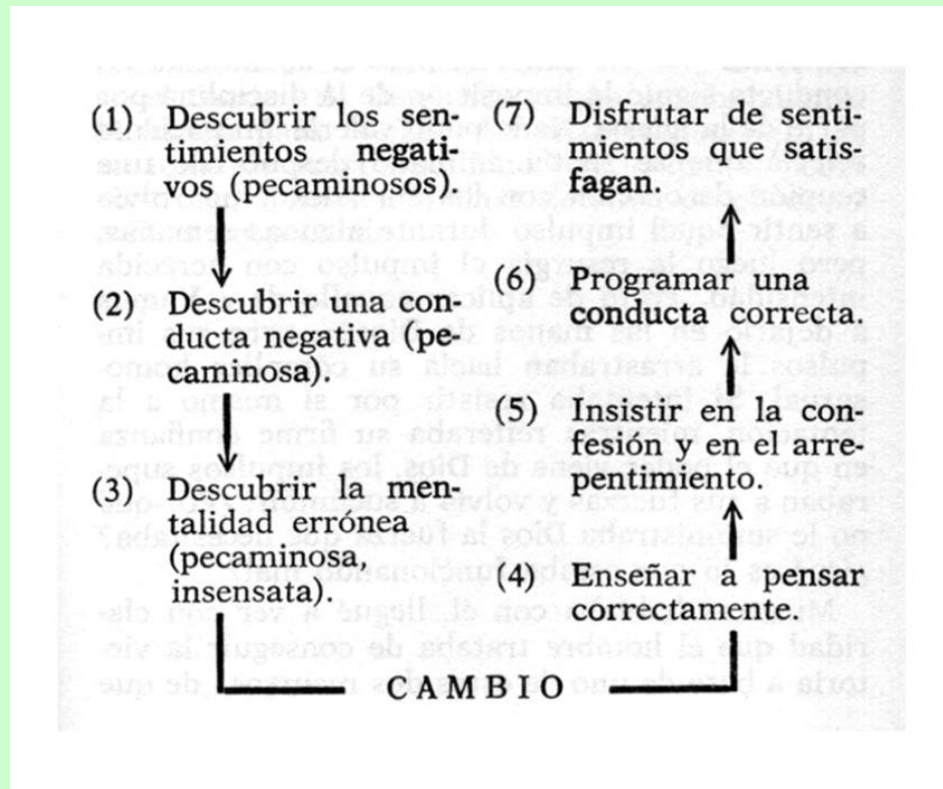 (1) Descubrir los sen-
timientos negati-
vos (pecaminosos).
(2) Descubrir una con-
ducta negativa (pe-
caminosa).
(3) Descubrir la men-
talidad errónea
(pecaminosa,
insensata).
CAMBIO
(4) Enseñar a pensar
correctamente.
(5) Insistir en la con-
fesión y en el arre-
pentimiento.
(6) Programar una
conducta correcta.
(7) Disfrutar de senti-
mientos que satis-
fagan.